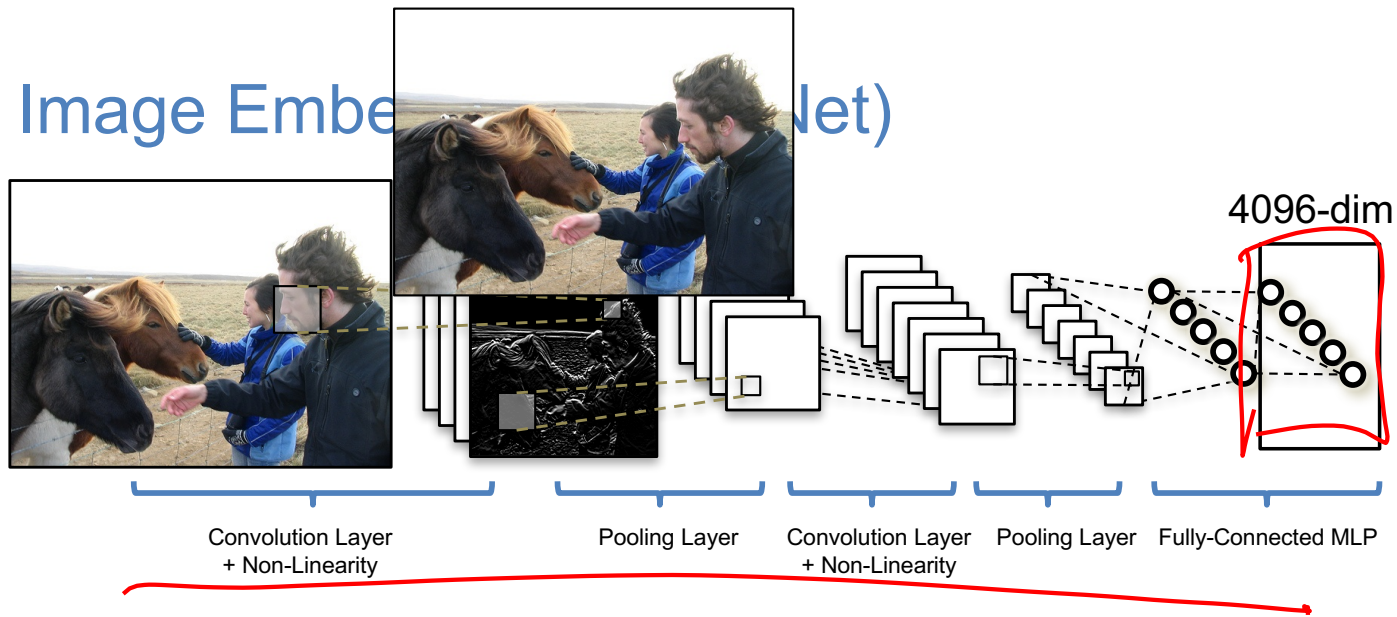 Image Embe Net)
4096-dim
Convolution Layer
+ Non-Linearity
Pooling Layer
Convolution Layer
+ Non-Linearity
Pooling Layer
Fully-Connected MLP